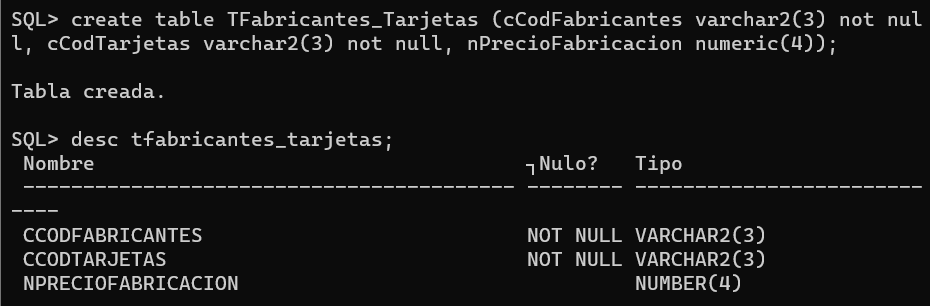 SQL> create table TFabricantes_Tarjetas (cCodFabricantes varchar2(3) not nul
l, cCodTarjetas varchar2(3) not null, nPrecioFabricacion numeric(4));
Tabla creada.
SQL> desc tfabricantes_tarjetas;
Nombre ┐Nulo? Tipo
----------------------------------------- -------- ------------------------
----
CCODFABRICANTES NOT NULL VARCHAR2(3)
CCODTARJETAS NOT NULL VARCHAR2(3)
NPRECIOFABRICACION NUMBER(4)